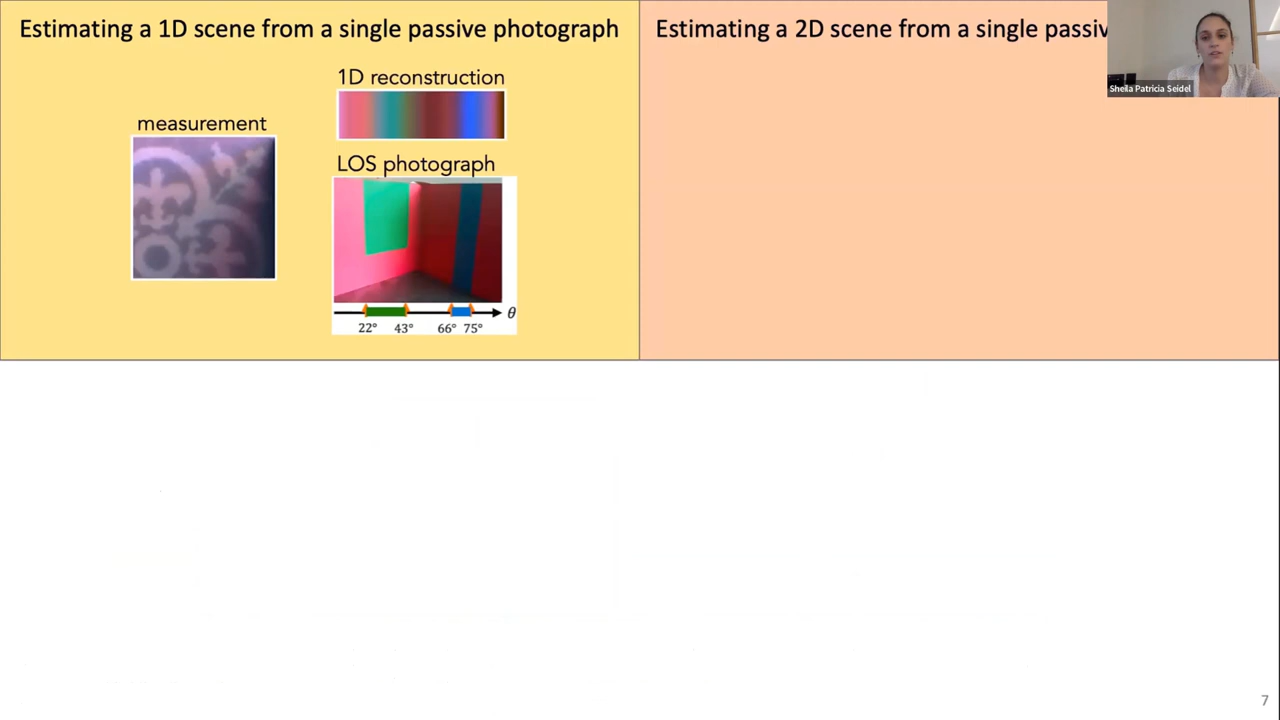 Estimating a 1D scene from a single passive photograph
Estimating a 2D scene from a single passiv
Sheila Patricia Seidel
1D reconstruction
measurement
LOS photograph
θ
22° 43° 66° 75°
7